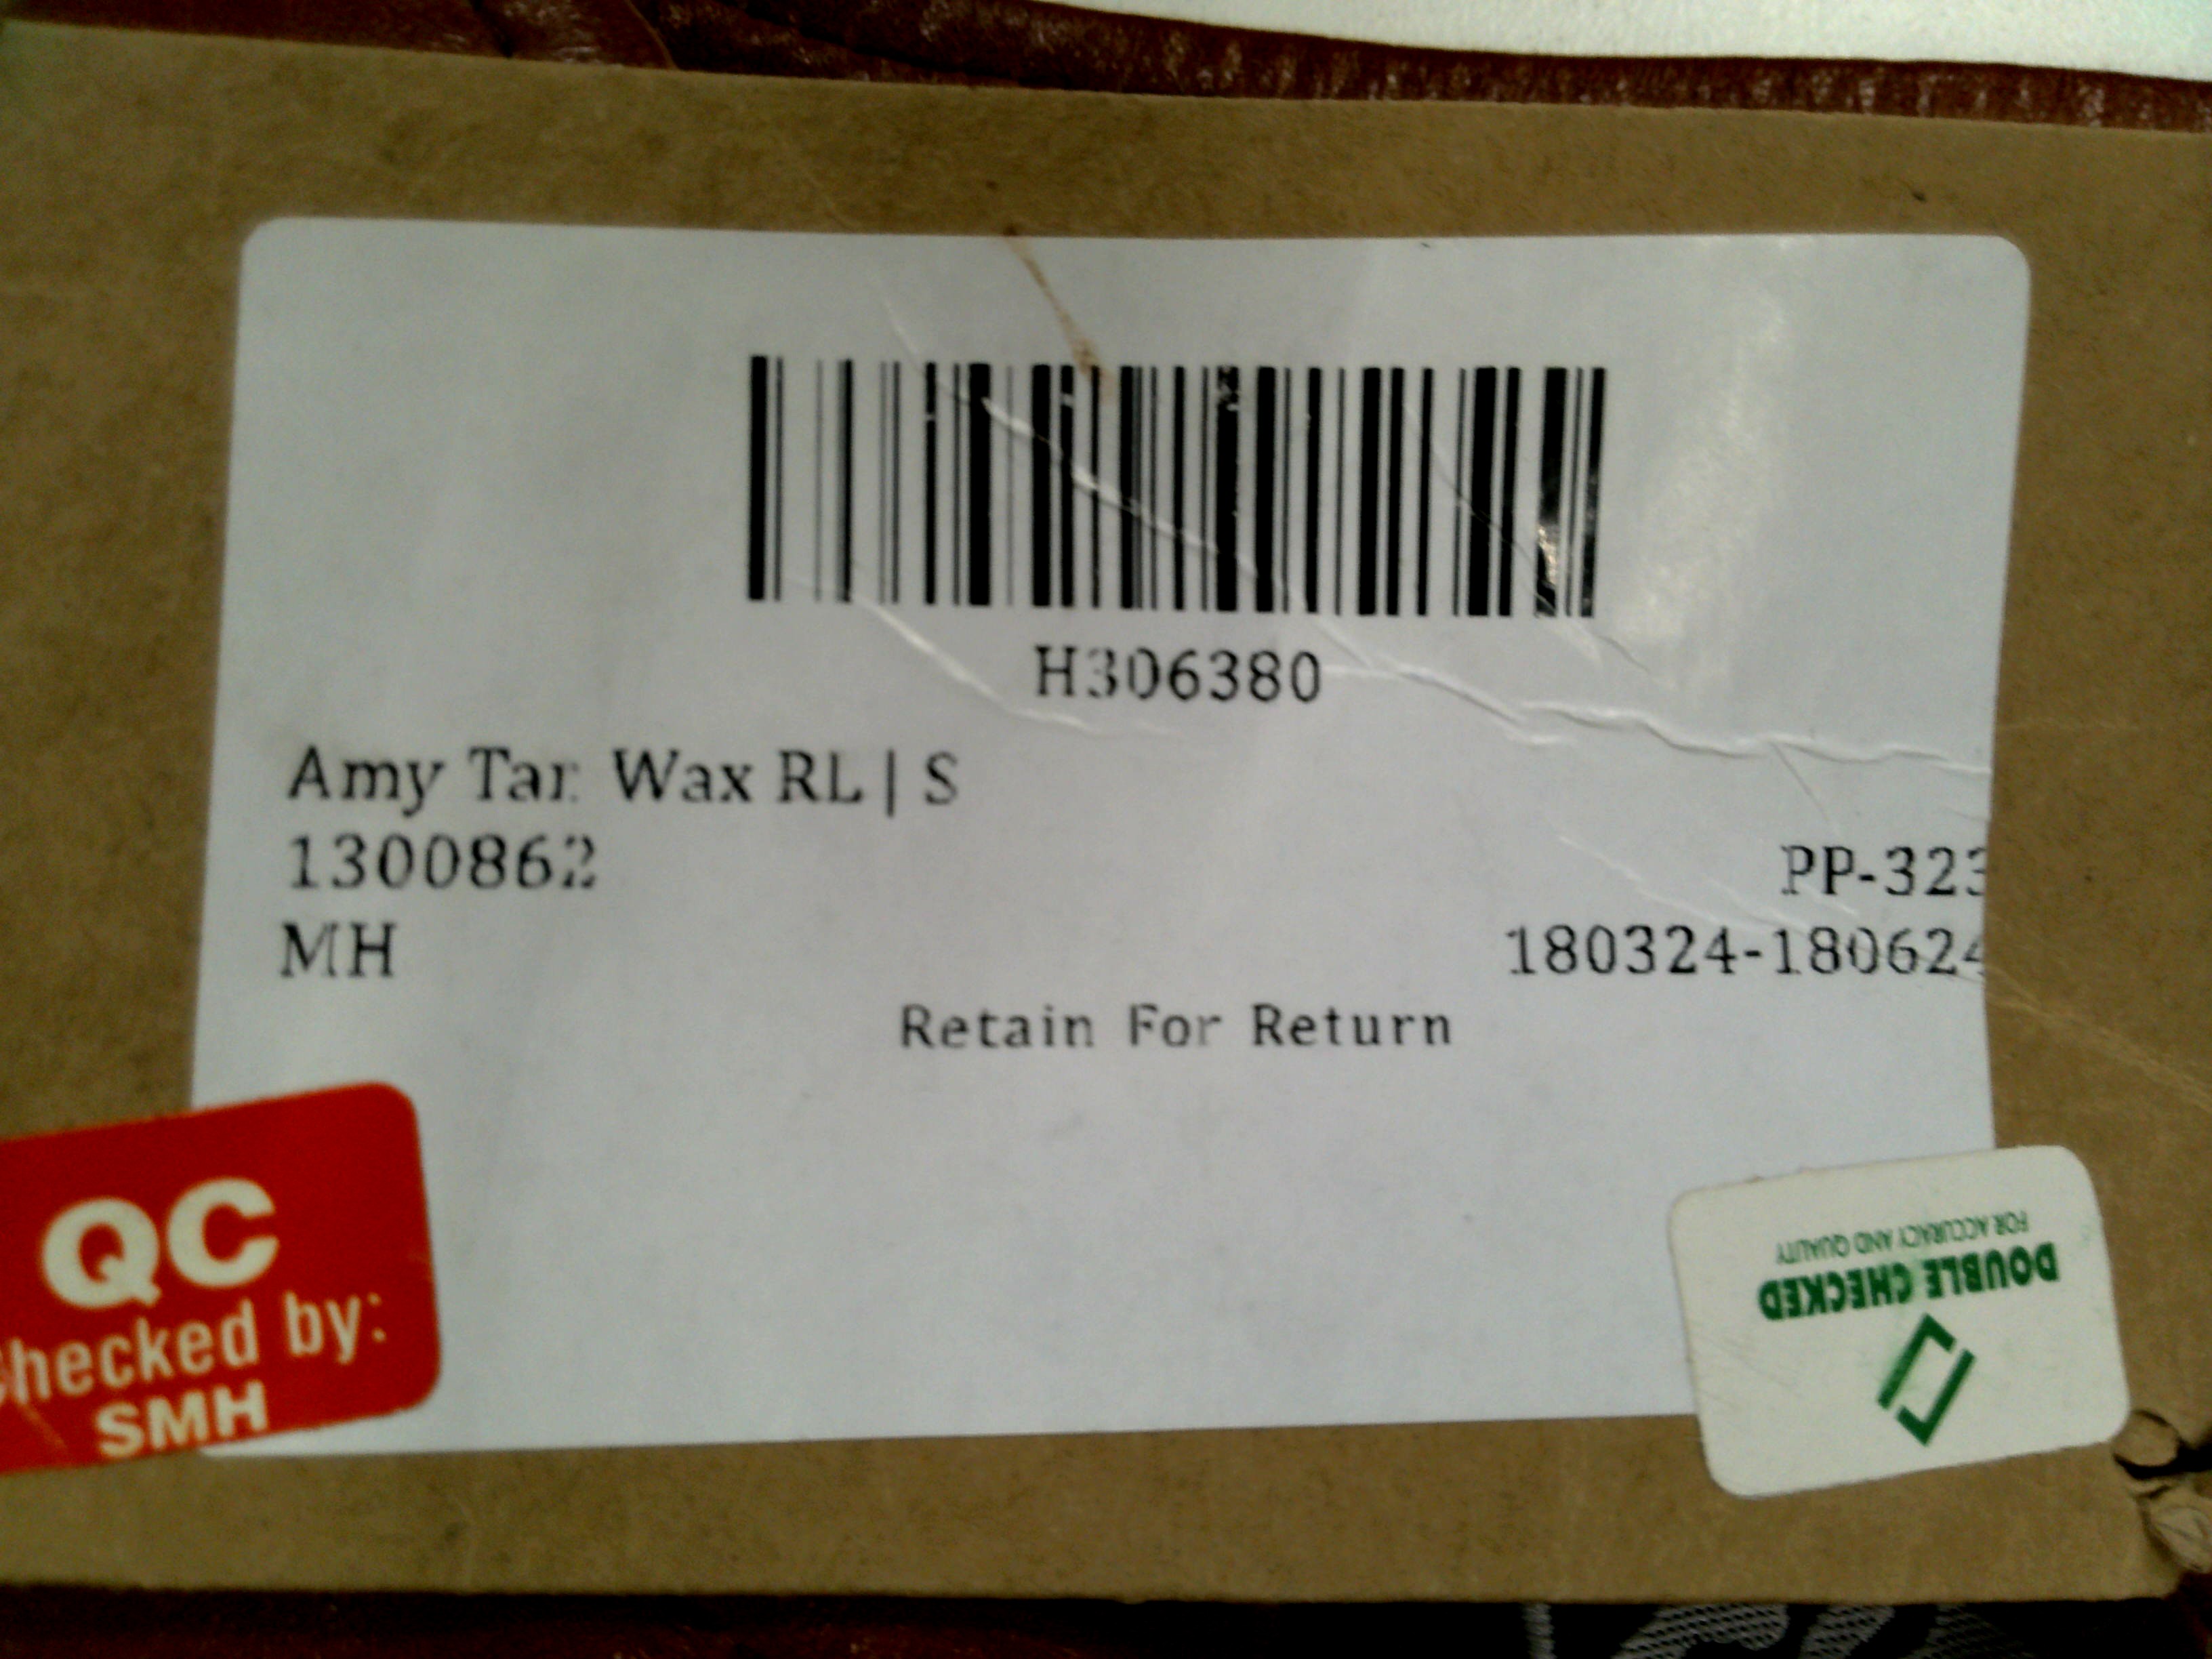 H306380
Amy Tan Wax RL | S
1300862
PP-323
MH
180324-180624
Retain For Return
QC
Checked by:
SMH
DOUBLE CHECKED
FOR ACCURACY AND QUALITY